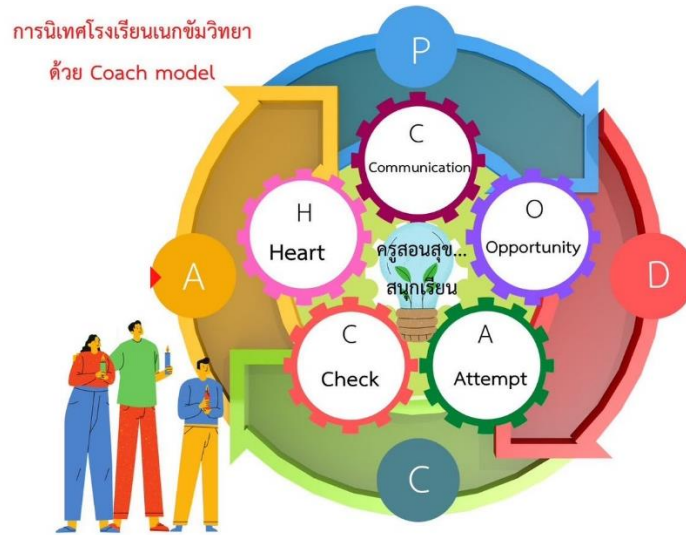 การนิเทศโรงเรียนเนกขัมวิทยา
ด้วย Coach model
P
C
Communication
O
Opportunity
D
A
Attempt
C
C
Check
A
H
Heart
ครูสอนสุข...
สนุกเรียน